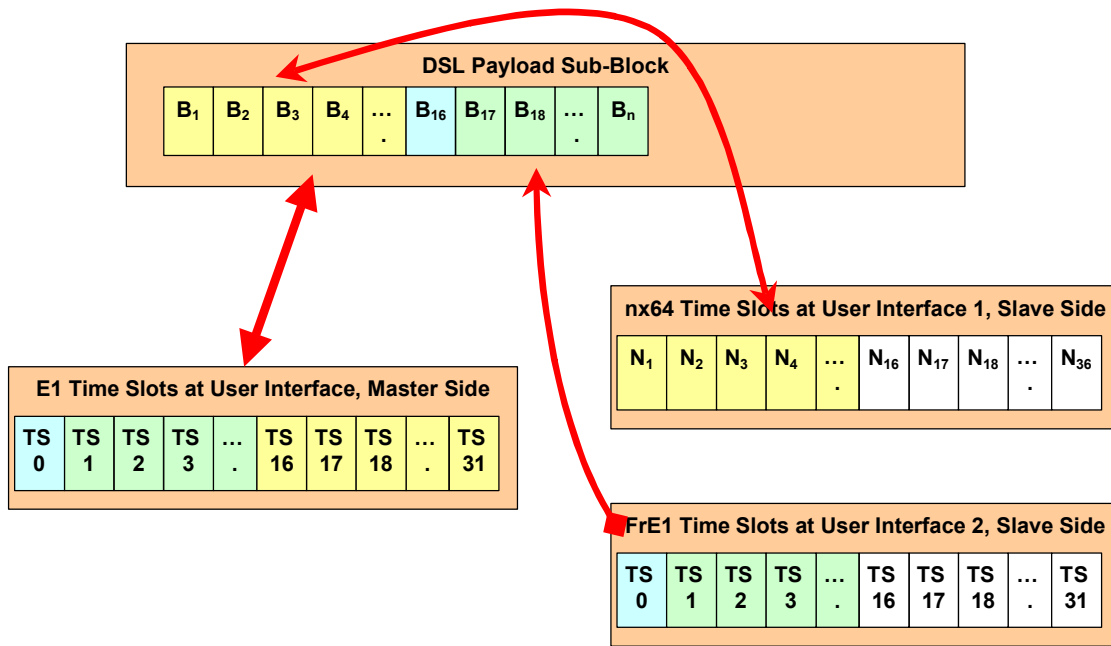 DSL Payload Sub-Block
B1 B2 B3 B4 ... . B16 B17 B18 ... . Bn
nx64 Time Slots at User Interface 1, Slave Side
N1 N2 N3 N4 ... . N16 N17 N18 ... . N36
E1 Time Slots at User Interface, Master Side
TS 0 TS 1 TS 2 TS 3 ... . TS 16 TS 17 TS 18 ... . TS 31
FrE1 Time Slots at User Interface 2, Slave Side
TS 0 TS 1 TS 2 TS 3 ... . TS 16 TS 17 TS 18 ... . TS 31